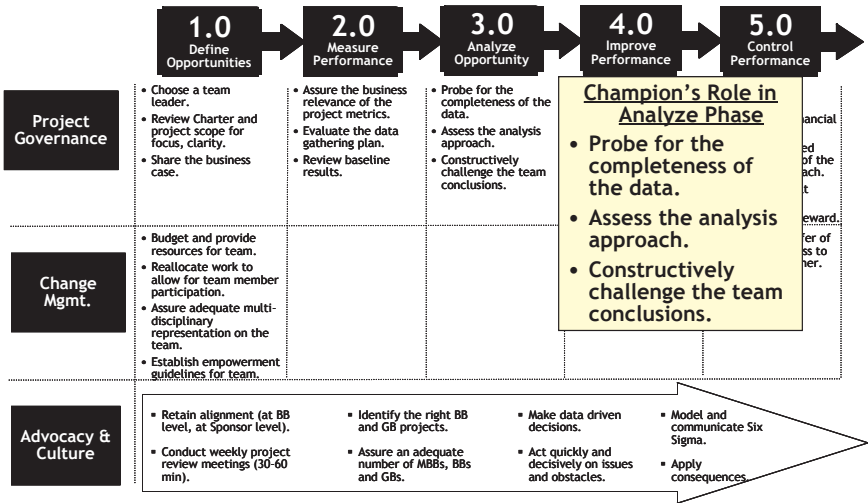 1.0
Define
Opportunities
2.0
Measure
Performance
3.0
Analyze
Opportunity
4.0
Improve
Performance
5.0
Control
Performance
Project
Governance
• Choose a team
leader.
• Review Charter and
project scope for
focus, clarity.
• Share the business
case.
• Assure the business
relevance of the
project metrics.
• Evaluate the data
gathering plan.
• Review baseline
results.
• Probe for the
completeness of the
data.
• Assess the analysis
approach.
• Constructively
challenge the team
conclusions.
Champion's Role in
Analyze Phase
• Probe for the
completeness of
the data.
• Assess the analysis
approach.
• Constructively
challenge the team
conclusions.
of the
reward.
Change
Mgmt.
• Budget and provide
resources for team.
• Reallocate work to
allow for team member
participation.
• Assure adequate multi-
disciplinary
representation on the
team.
• Establish empowerment
guidelines for team.
of
to
Advocacy &
Culture
▪ Retain alignment (at BB
level, at Sponsor level).
▪ Conduct weekly project
review meetings (30-60
min).
▪ Identify the right BB
and GB projects.
▪ Assure an adequate
number of MBBs, BBs
and GBs.
▪ Make data driven
decisions.
▪ Act quickly and
decisively on issues
and obstacles.
▪ Model and
communicate Six
Sigma.
▪ Apply
consequences.